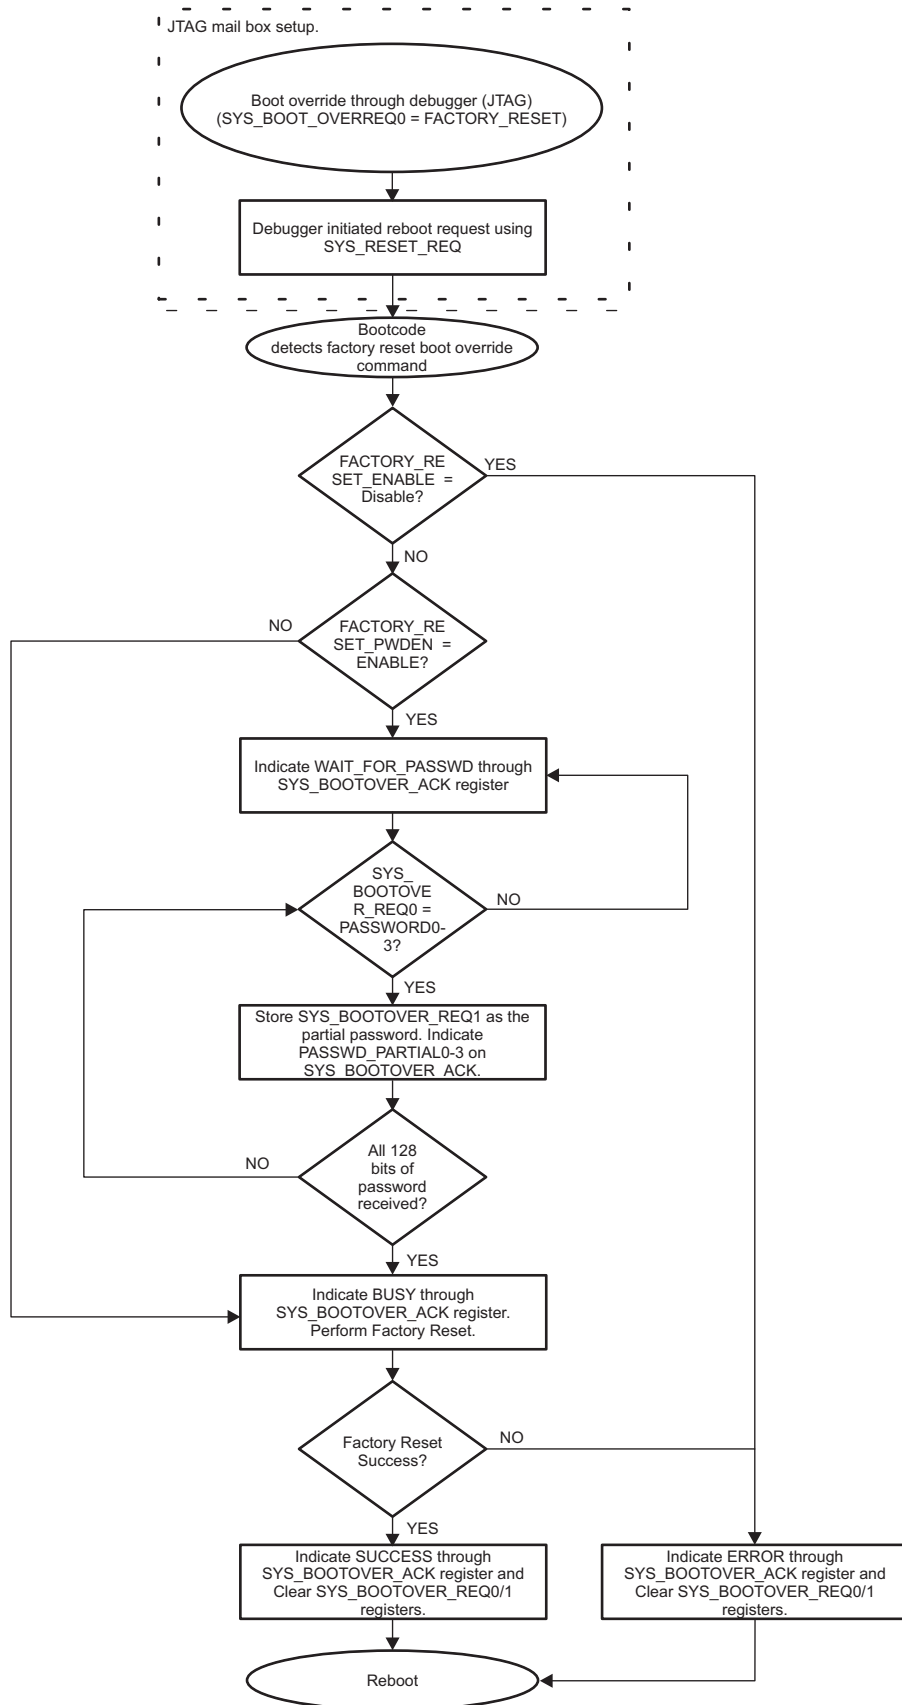 JTAG mail box setup.
Boot override through debugger (JTAG)
(SYS_BOOT_OVERREQ0 = FACTORY_RESET)
Debugger initiated reboot request using
SYS_RESET_REQ
Bootcode
detects factory reset boot override
command
FACTORY_RE
SET_ENABLE =
Disable?
YES
NO
FACTORY_RE
SET_PWDEN =
ENABLE?
NO
YES
Indicate WAIT_FOR_PASSWD through
SYS_BOOTOVER_ACK register
SYS_
BOOTOVE
R_REQ0 =
PASSWORD0-
3?
NO
YES
Store SYS_BOOTOVER_REQ1 as the
partial password. Indicate
PASSWD_PARTIAL0-3 on
SYS_BOOTOVER_ACK.
All 128
bits of
password
received?
NO
YES
Indicate BUSY through
SYS_BOOTOVER_ACK register.
Perform Factory Reset.
Factory Reset
Success?
NO
YES
Indicate SUCCESS through
SYS_BOOTOVER_ACK register and
Clear SYS_BOOTOVER_REQ0/1
registers.
Indicate ERROR through
SYS_BOOTOVER_ACK register and
Clear SYS_BOOTOVER_REQ0/1
registers.
Reboot